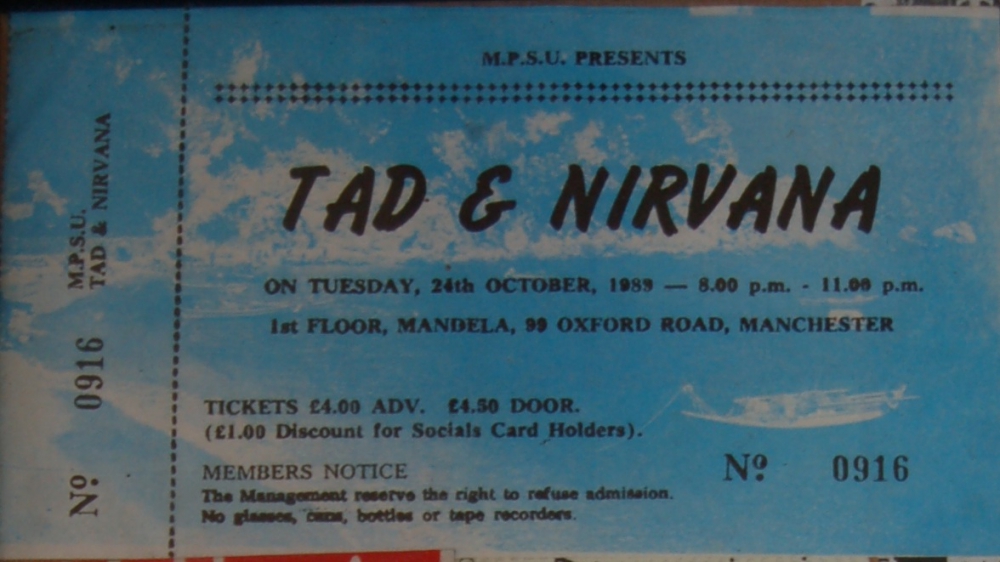 M.P.S.U.
TAD & NIRVANA
Nº 0916
M.P.S.U. PRESENTS
TAD & NIRVANA
ON TUESDAY, 24th OCTOBER, 1989 — 8.00 p.m. - 11.00 p.m.
1st FLOOR, MANDELA, 99 OXFORD ROAD, MANCHESTER
TICKETS £4.00 ADV. £4.50 DOOR.
(£1.00 Discount for Socials Card Holders).
MEMBERS NOTICE
The Management reserve the right to refuse admission.
No glasses, cans, bottles or tape recorders.
Nº 0916